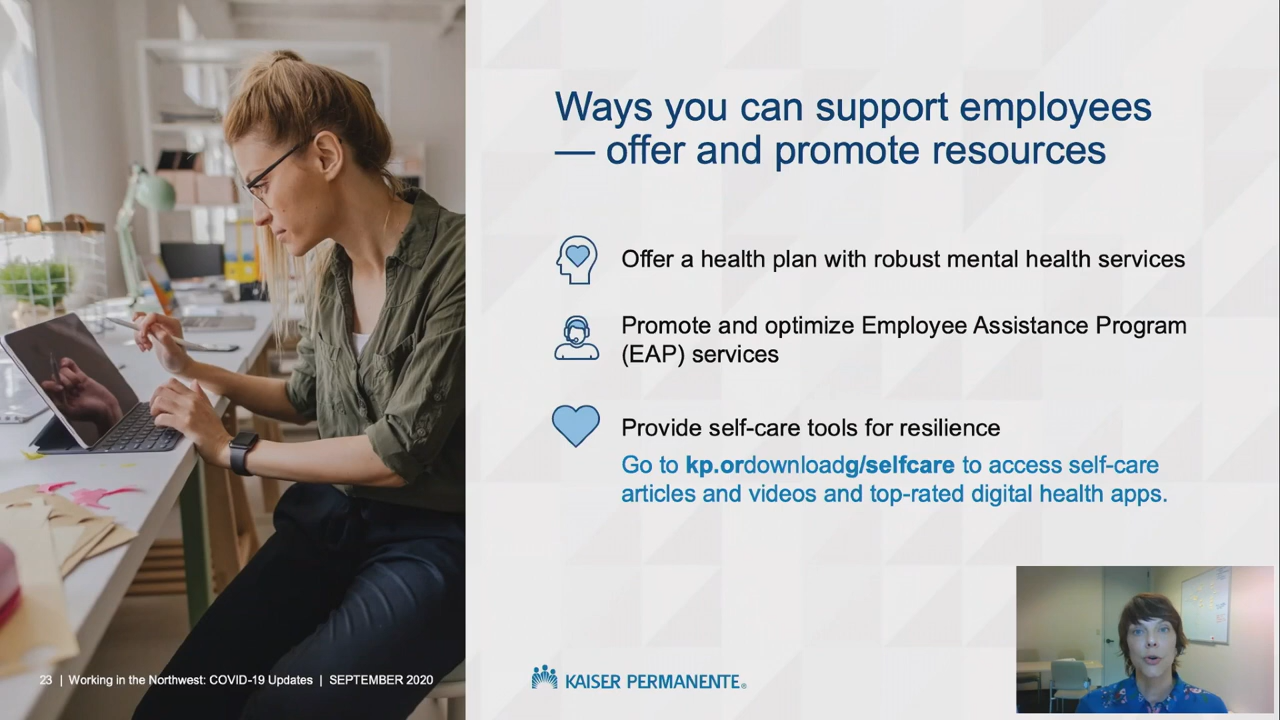 Ways you can support employees
— offer and promote resources
Offer a health plan with robust mental health services
Promote and optimize Employee Assistance Program
(EAP) services
Provide self-care tools for resilience
Go to kp.ordownloadg/selfcare to access self-care
articles and videos and top-rated digital health apps.
23 | Working in the Northwest: COVID-19 Updates | SEPTEMBER 2020
KAISER PERMANENTE®